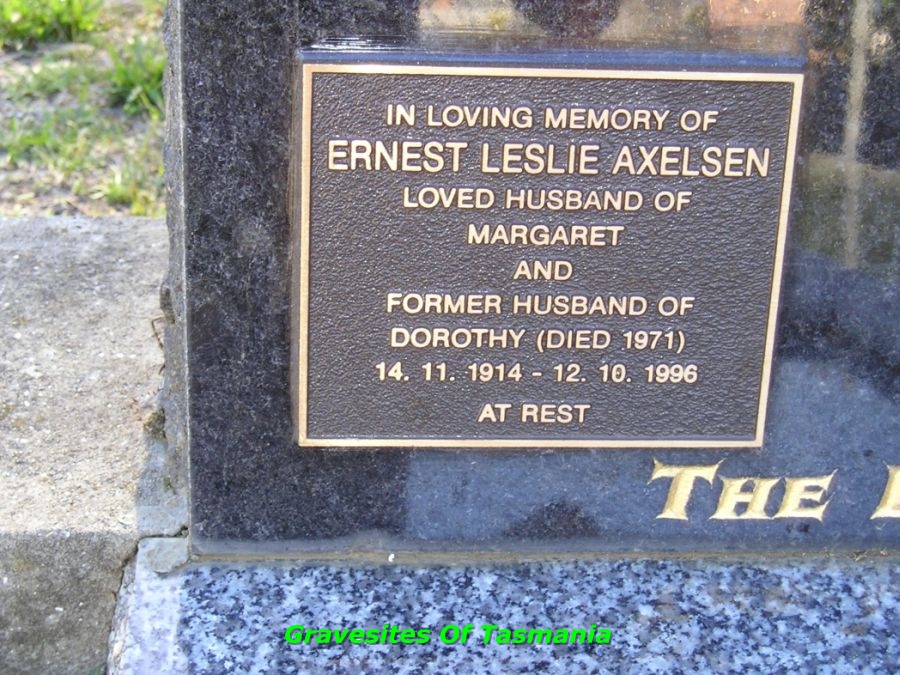 IN LOVING MEMORY OF
ERNEST LESLIE AXELSEN
LOVED HUSBAND OF
MARGARET
AND
FORMER HUSBAND OF
DOROTHY (DIED 1971)
14. 11. 1914 - 12. 10. 1996
AT REST
THE
Gravesites Of Tasmania